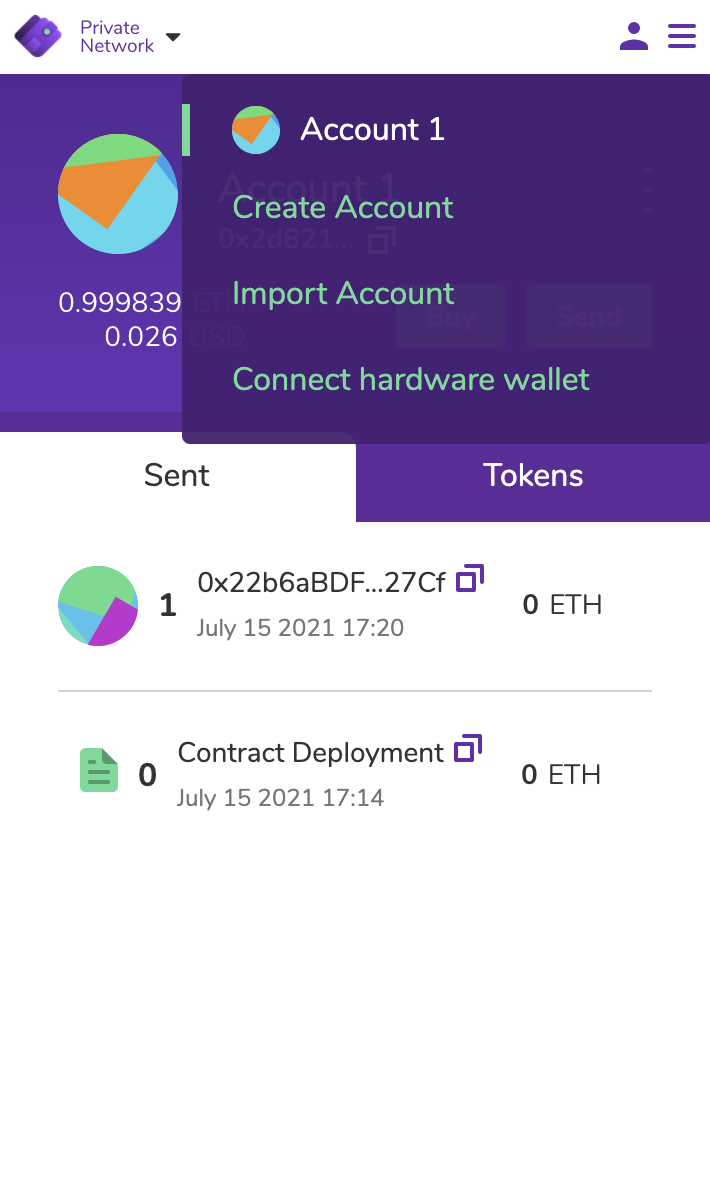 Private
Network
Account 1
Account 1
Create Account
0x2d821...
Import Account
0.999839 ETH
Buy
Send
0.026 USD
Connect hardware wallet
Sent
Tokens
1
0x22b6aBDF...27Cf
0 ETH
July 15 2021 17:20
0
Contract Deployment
0 ETH
July 15 2021 17:14